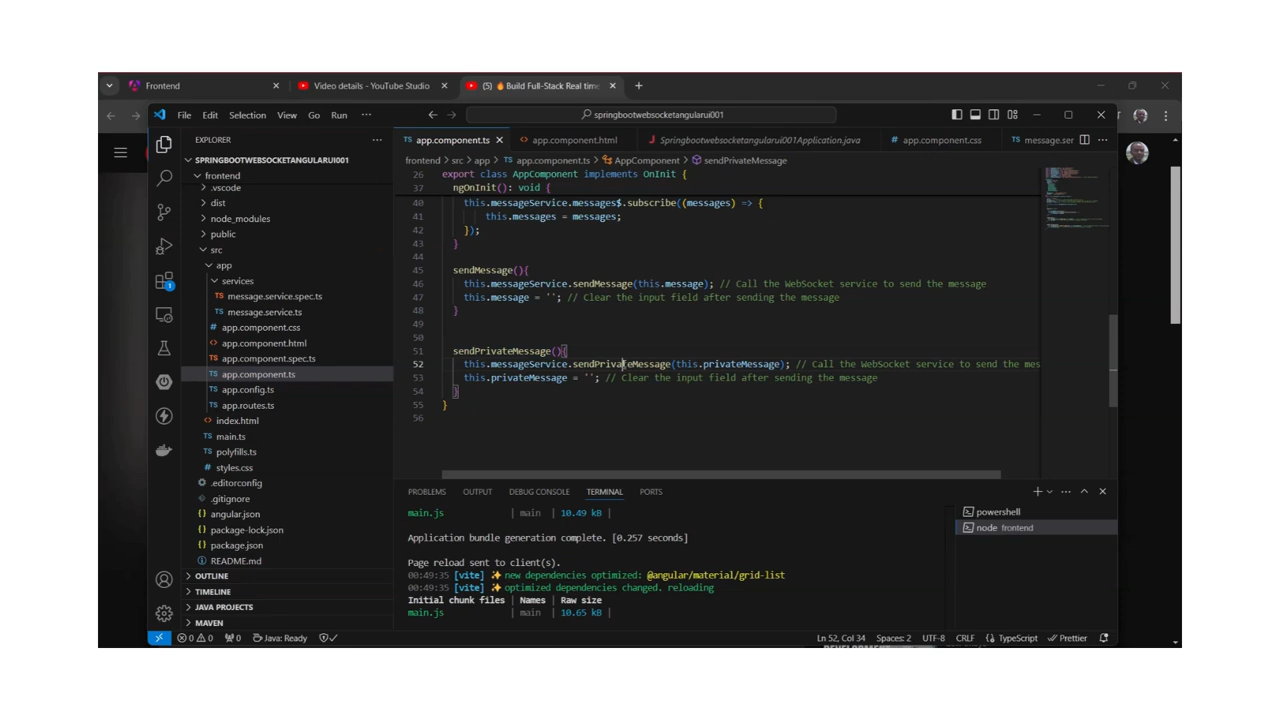 Frontend
Video details - YouTube Studio
(5) 🔥 Build Full-Stack Real time
File Edit Selection View Go Run
springbootwebsocketangularui001
EXPLORER
SPRINGBOOTWEBSOCKETANGULARUI001
frontend
.vscode
dist
node_modules
public
src
app
services
message.service.spec.ts
message.service.ts
app.component.css
app.component.html
app.component.spec.ts
app.component.ts
app.config.ts
app.routes.ts
index.html
main.ts
polyfills.ts
styles.css
.editorconfig
.gitignore
angular.json
package-lock.json
package.json
README.md
OUTLINE
TIMELINE
JAVA PROJECTS
MAVEN
1
app.component.ts
app.component.html
Springbootwebsocketangularui001Application.java
app.component.css
message.ser
frontend > src > app > TS app.component.ts > AppComponent > sendPrivateMessage
26 export class AppComponent implements OnInit {
37 ngOnInit(): void {
40 this.messageService.messages$.subscribe((messages) => {
41 this.messages = messages;
42 });
43 }
44
45 sendMessage(){
46 this.messageService.sendMessage(this.message); // Call the WebSocket service to send the message
47 this.message = ''; // Clear the input field after sending the message
48 }
49
50
51 sendPrivateMessage(){
52 this.messageService.sendPrivateMessage(this.privateMessage); // Call the WebSocket service to send the mes
53 this.privateMessage = ''; // Clear the input field after sending the message
54 }
55 }
56
PROBLEMS OUTPUT DEBUG CONSOLE TERMINAL PORTS
main.js | main | 10.49 kB |
Application bundle generation complete. [0.257 seconds]
Page reload sent to client(s).
00:49:35 [vite] ✨ new dependencies optimized: @angular/material/grid-list
00:49:35 [vite] ✨ optimized dependencies changed. reloading
Initial chunk files | Names | Raw size
main.js | main | 10.65 kB |
powershell
node frontend
0 0 0 Java: Ready
Ln 52, Col 34 Spaces: 2 UTF-8 CRLF {} TypeScript Prettier